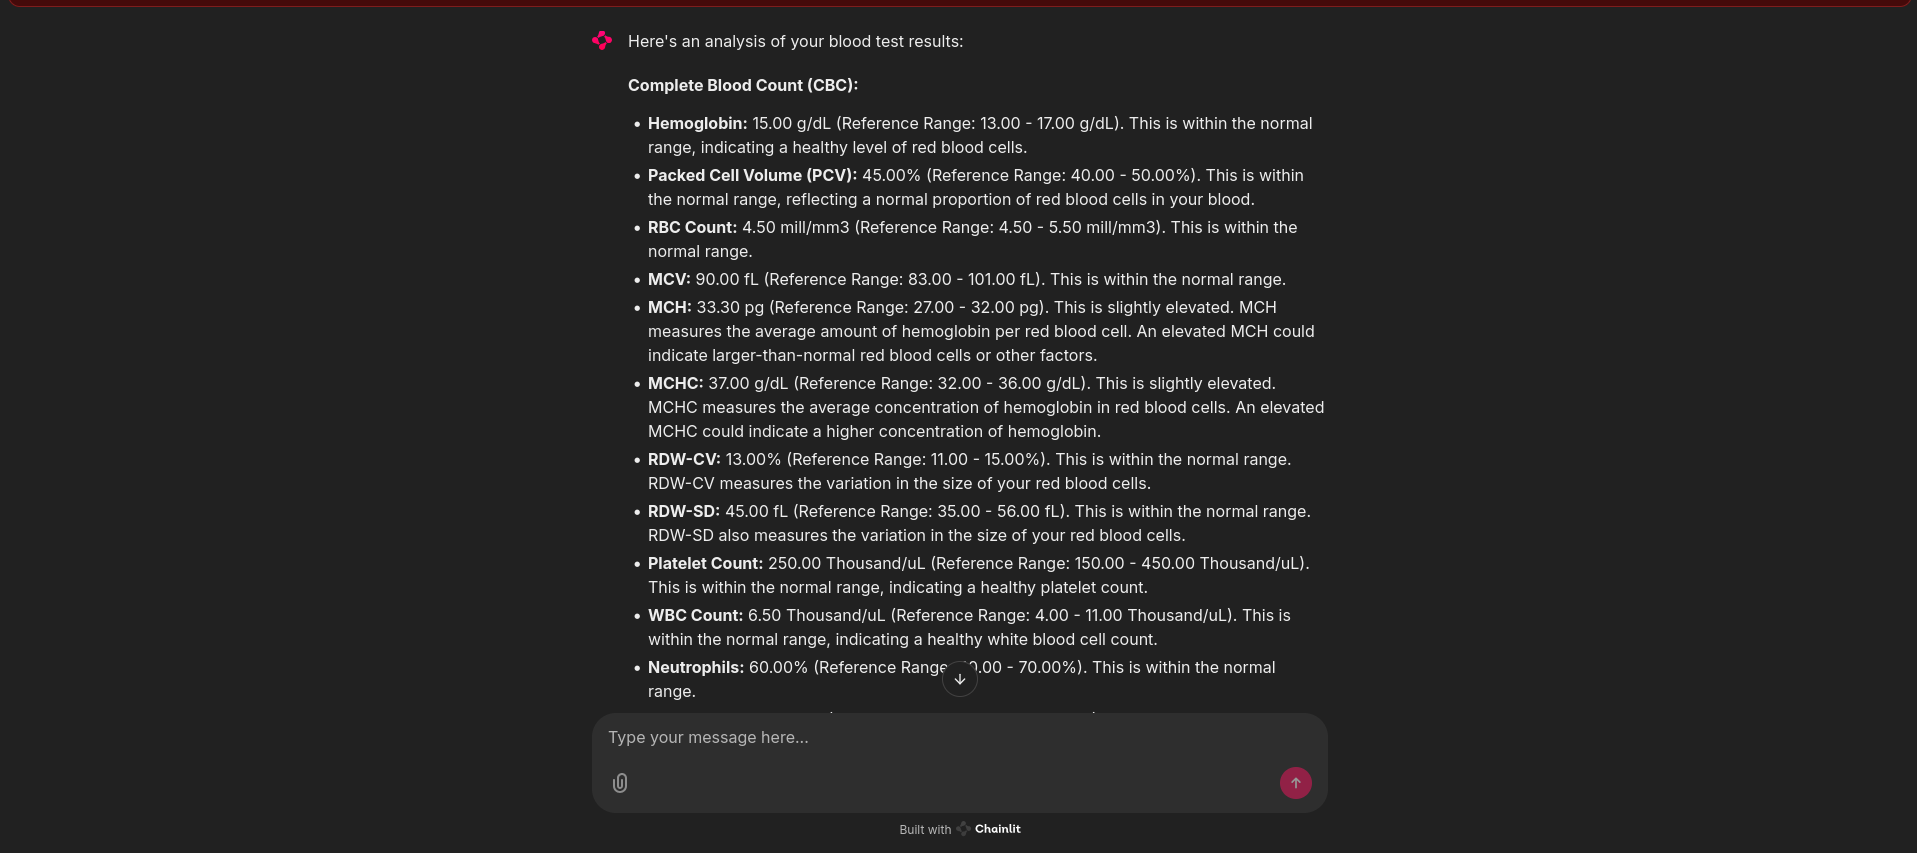 Here's an analysis of your blood test results:
Complete Blood Count (CBC):
• Hemoglobin: 15.00 g/dL (Reference Range: 13.00 - 17.00 g/dL). This is within the normal
range, indicating a healthy level of red blood cells.
• Packed Cell Volume (PCV): 45.00% (Reference Range: 40.00 - 50.00%). This is within
the normal range, reflecting a normal proportion of red blood cells in your blood.
• RBC Count: 4.50 mill/mm3 (Reference Range: 4.50 - 5.50 mill/mm3). This is within the
normal range.
• MCV: 90.00 fL (Reference Range: 83.00 - 101.00 fL). This is within the normal range.
• MCH: 33.30 pg (Reference Range: 27.00 - 32.00 pg). This is slightly elevated. MCH
measures the average amount of hemoglobin per red blood cell. An elevated MCH could
indicate larger-than-normal red blood cells or other factors.
• MCHC: 37.00 g/dL (Reference Range: 32.00 - 36.00 g/dL). This is slightly elevated.
MCHC measures the average concentration of hemoglobin in red blood cells. An elevated
MCHC could indicate a higher concentration of hemoglobin.
• RDW-CV: 13.00% (Reference Range: 11.00 - 15.00%). This is within the normal range.
RDW-CV measures the variation in the size of your red blood cells.
• RDW-SD: 45.00 fL (Reference Range: 35.00 - 56.00 fL). This is within the normal range.
RDW-SD also measures the variation in the size of your red blood cells.
• Platelet Count: 250.00 Thousand/uL (Reference Range: 150.00 - 450.00 Thousand/uL).
This is within the normal range, indicating a healthy platelet count.
• WBC Count: 6.50 Thousand/uL (Reference Range: 4.00 - 11.00 Thousand/uL). This is
within the normal range, indicating a healthy white blood cell count.
• Neutrophils: 60.00% (Reference Range - 70.00%). This is within the normal
range.
Type your message here...
Built with Chainlit